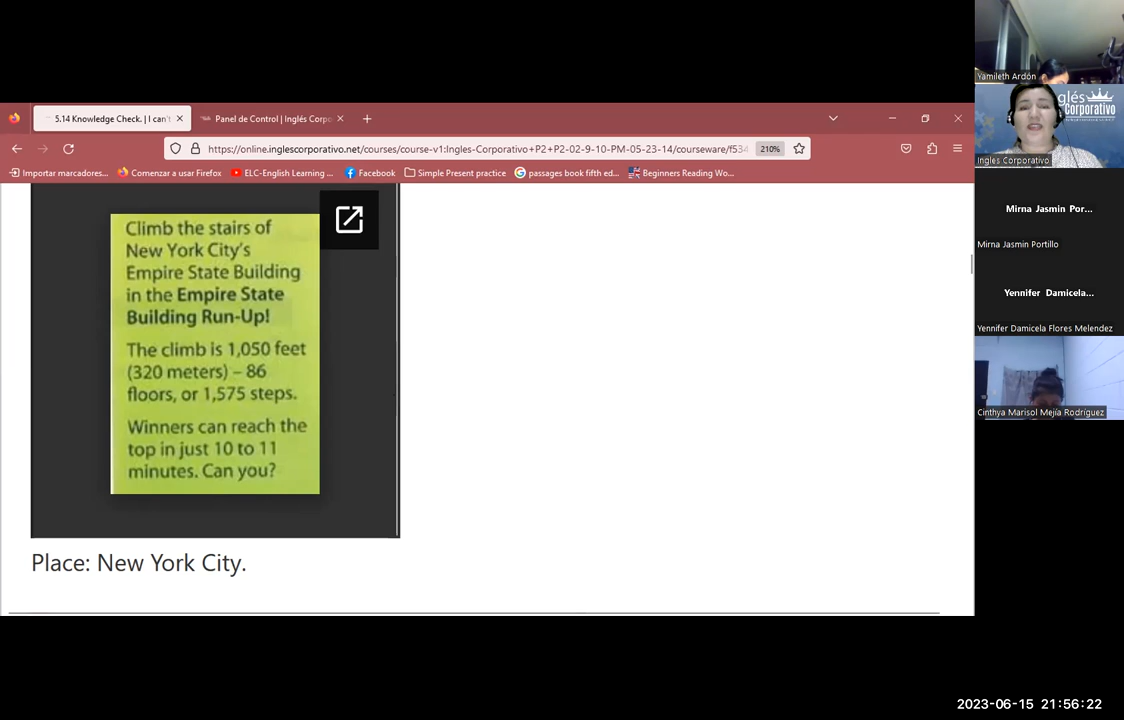 Yamileth Ardón
5.14 Knowledge Check. | I can't
Panel de Control | Inglés Corpo
glés
Corporativo
Ingles Corporativo
https://online.inglescorporativo.net/courses/course-v1:Ingles-Corporativo+P2+P2-02-9-10-PM-05-23-14/courseware/f53
210%
Importar marcadores...
Comenzar a usar Firefox
ELC-English Learning ...
Facebook
Simple Present practice
passages book fifth ed...
Beginners Reading Wo...
Climb the stairs of
New York City's
Empire State Building
in the Empire State
Building Run-Up!
The climb is 1,050 feet
(320 meters) – 86
floors, or 1,575 steps.
Winners can reach the
top in just 10 to 11
minutes. Can you?
Place: New York City.
Mirna Jasmin Por...
Mirna Jasmin Portillo
Yennifer Damicela...
Yennifer Damicela Flores Melendez
Cinthya Marisol Mejía Rodríguez
2023-06-15 21:56:22